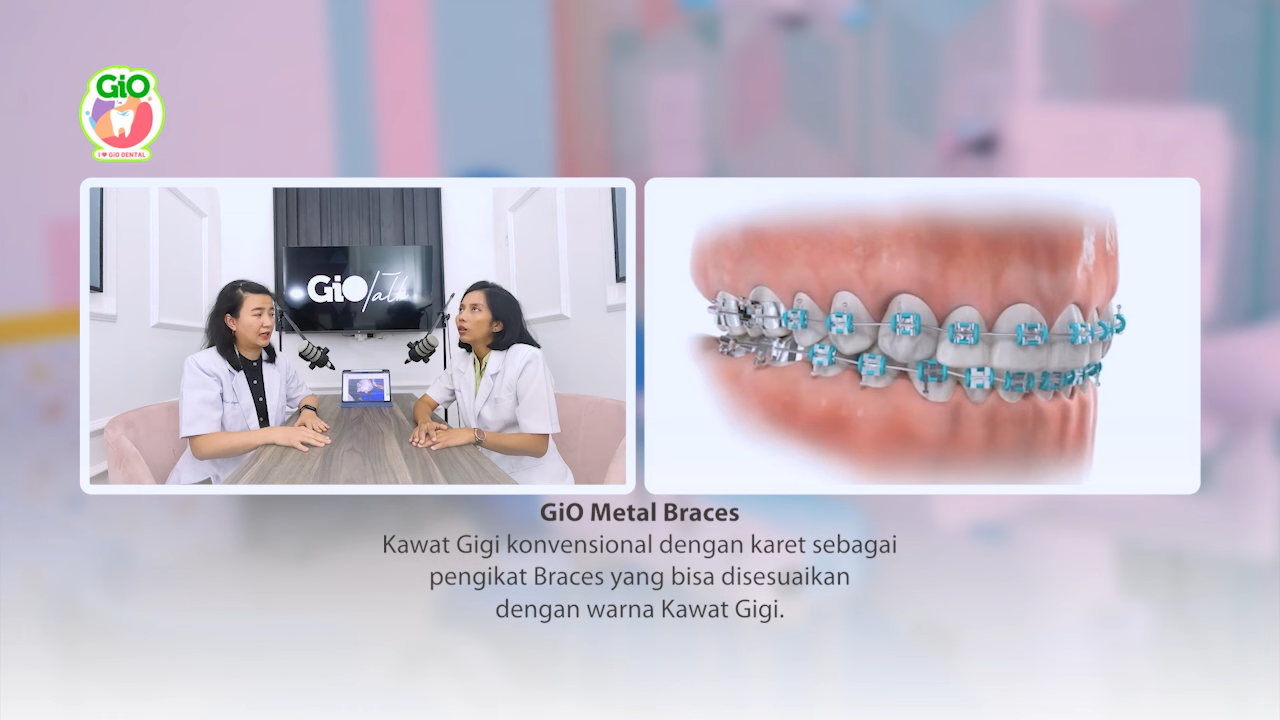 GiO
I ♥ GiO DENTAL
GiO Talk
GiO Metal Braces
Kawat Gigi konvensional dengan karet sebagai
pengikat Braces yang bisa disesuaikan
dengan warna Kawat Gigi.